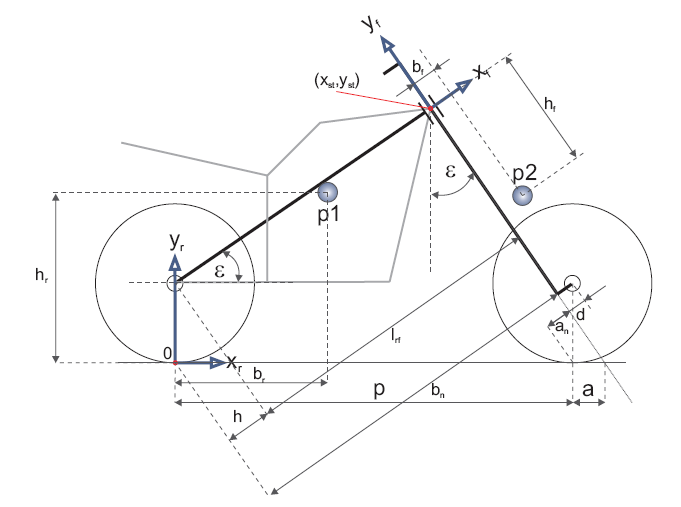 y_f
x_f
b_f
(x_st,y_st)
h_f
ε
p2
p1
y_r
ε
h_r
0
x_r
b_r
l_rf
a_n
d
p
b_n
a
h